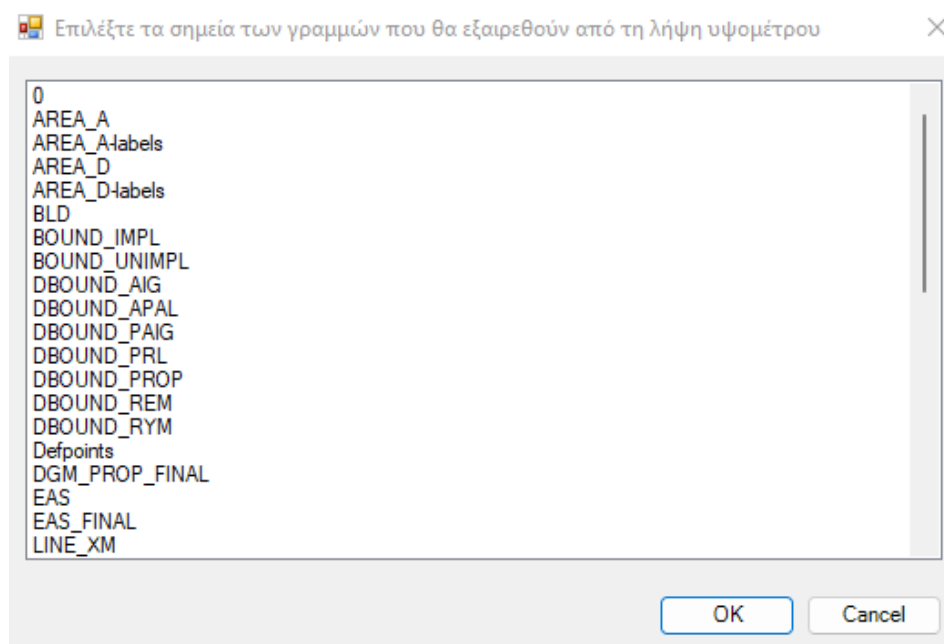 Επιλέξτε τα σημεία των γραμμών που θα εξαιρεθούν από τη λήψη υψομέτρου
0
AREA_A
AREA_A-labels
AREA_D
AREA_D-labels
BLD
BOUND_IMPL
BOUND_UNIMPL
DBOUND_AIG
DBOUND_APAL
DBOUND_PAIG
DBOUND_PRL
DBOUND_PROP
DBOUND_REM
DBOUND_RYM
Defpoints
DGM_PROP_FINAL
EAS
EAS_FINAL
LINE_XM
OK Cancel